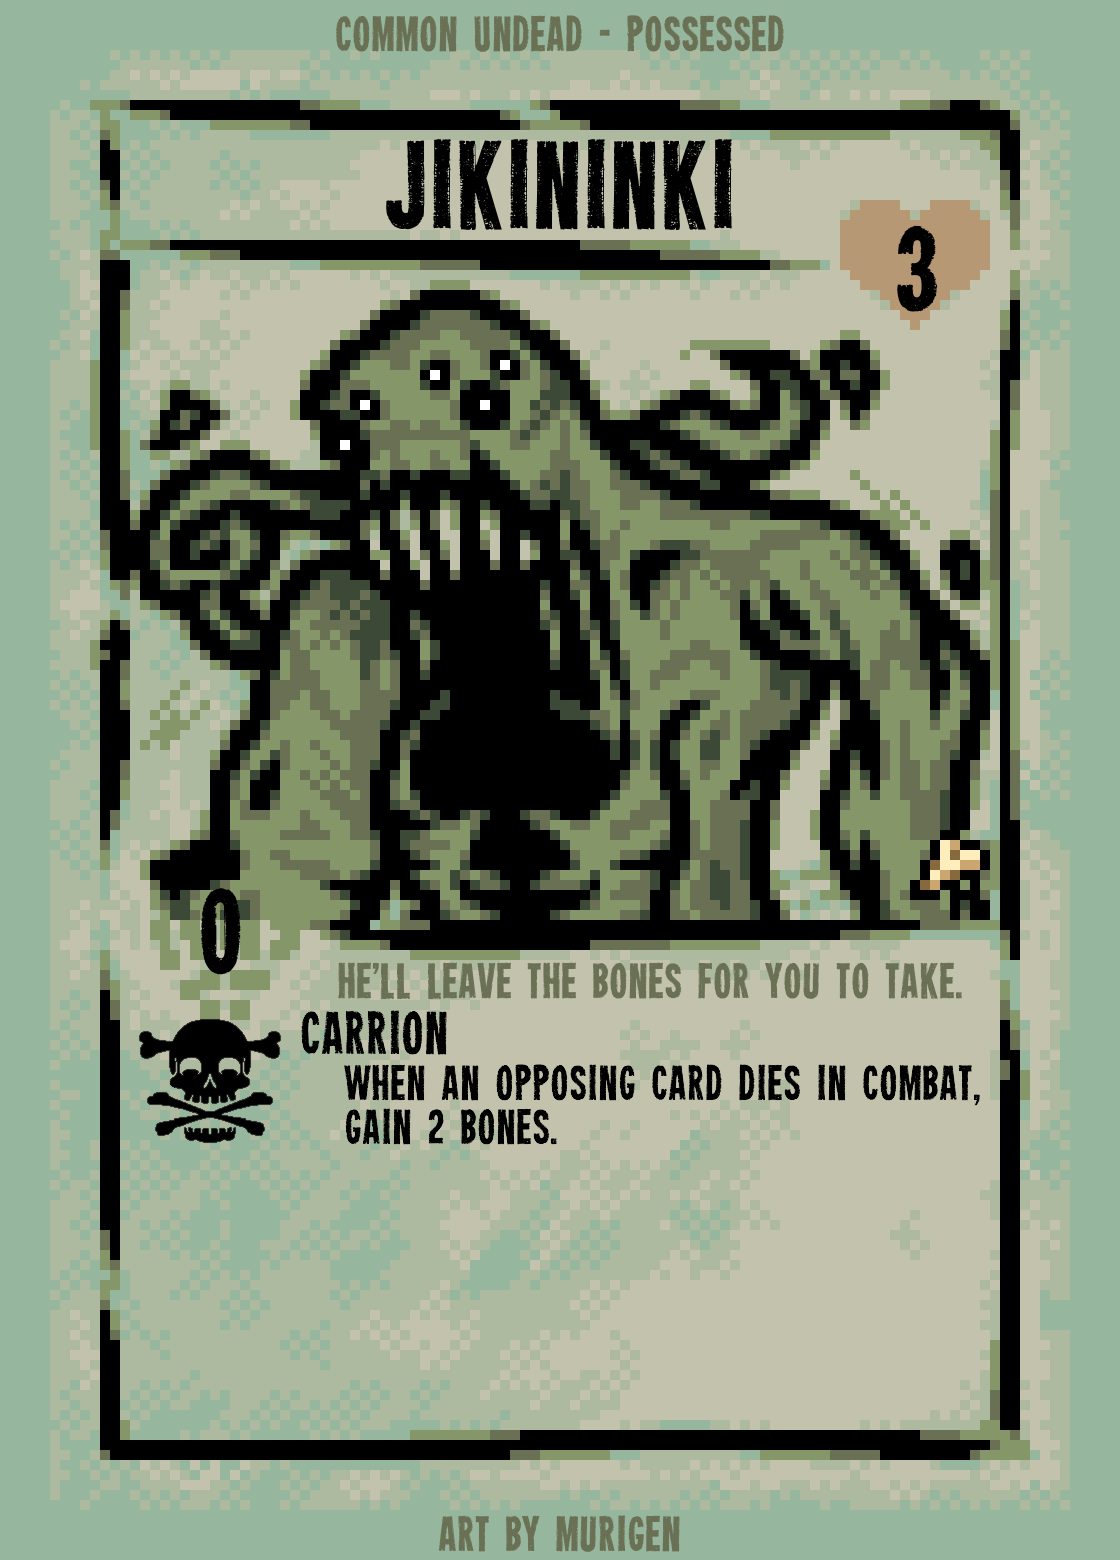 COMMON UNDEAD - POSSESSED
JIKININKI
3
0
HE'LL LEAVE THE BONES FOR YOU TO TAKE.
CARRION
WHEN AN OPPOSING CARD DIES IN COMBAT,
GAIN 2 BONES.
ART BY MURIGEN